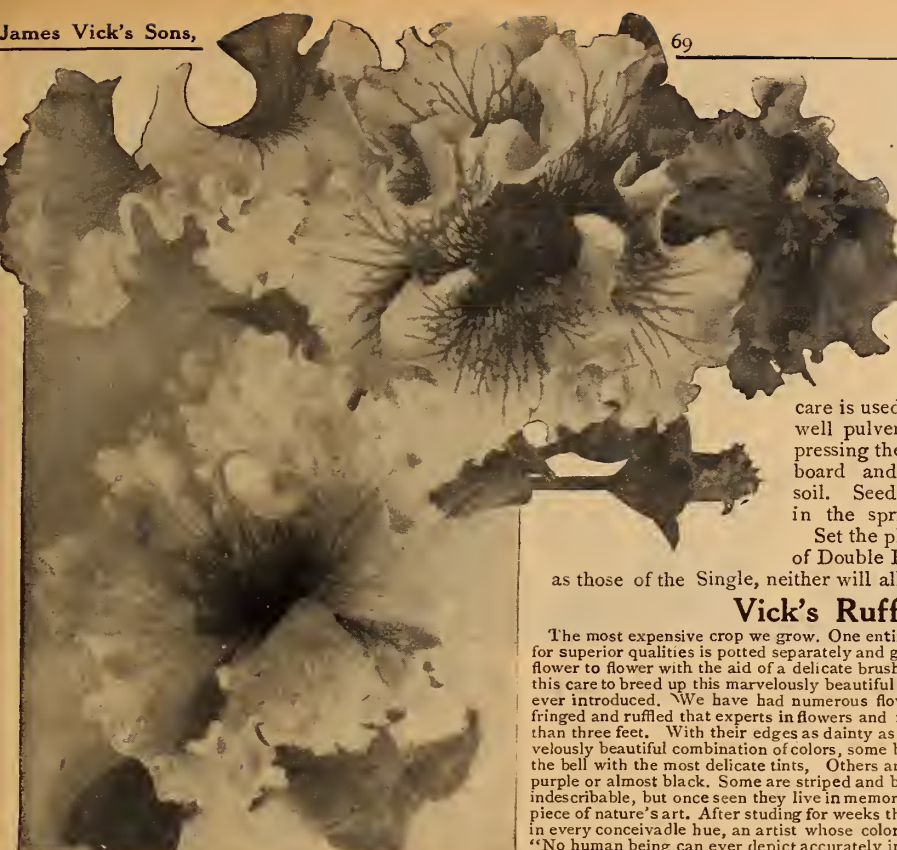 James Vick's Sons,
69
care is used
well pulver
pressing the
board and
soil. Seed
in the spr
Set the pl
of Double
as those of the Single, neither will al
Vick's Ruff
The most expensive crop we grow. One enti
for superior qualities is potted separately and g
flower to flower with the aid of a delicate brush
this care to breed up this marvelously beautiful
ever introduced. We have had numerous flo
fringed and ruffled that experts in flowers and
than three feet. With their edges as dainty as
velously beautiful combination of colors, some b
the bell with the most delicate tints, Others ar
purple or almost black. Some are striped and b
indescribable, but once seen they live in memor
piece of nature's art. After studing for weeks th
in every conceivadle hue, an artist whose color
"No human being can ever depict accurately in